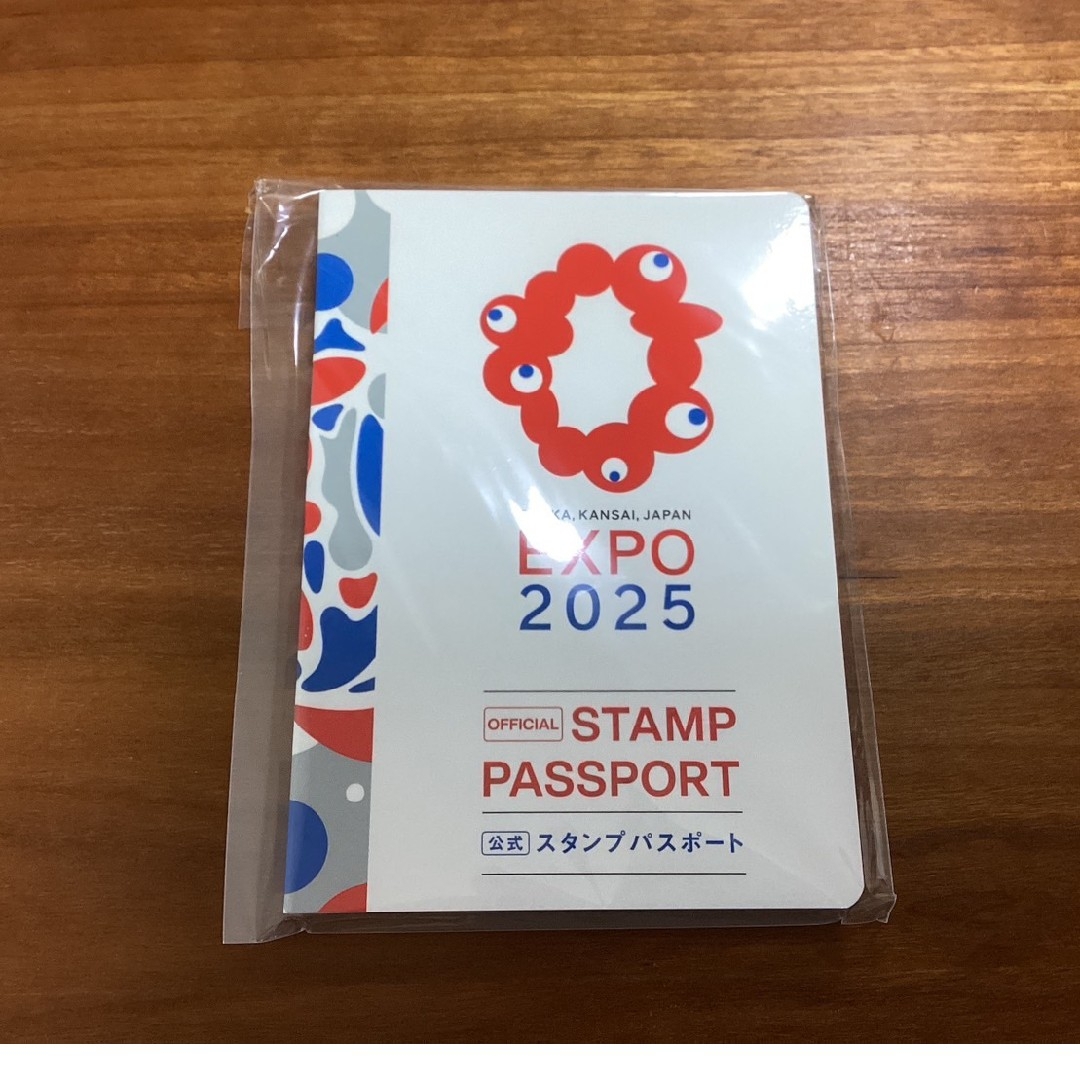 KA, KANSAI, JAPAN
EXPO
2025
OFFICIAL STAMP
PASSPORT
公式 スタンプパスポート